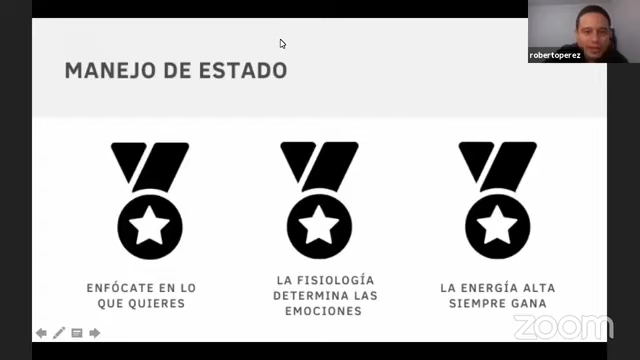 robertoperez
MANEJO DE ESTADO
ENFÓCATE EN LO
QUE QUIERES
LA FISIOLOGÍA
DETERMINA LAS
EMOCIONES
LA ENERGÍA ALTA
SIEMPRE GANA
zoom